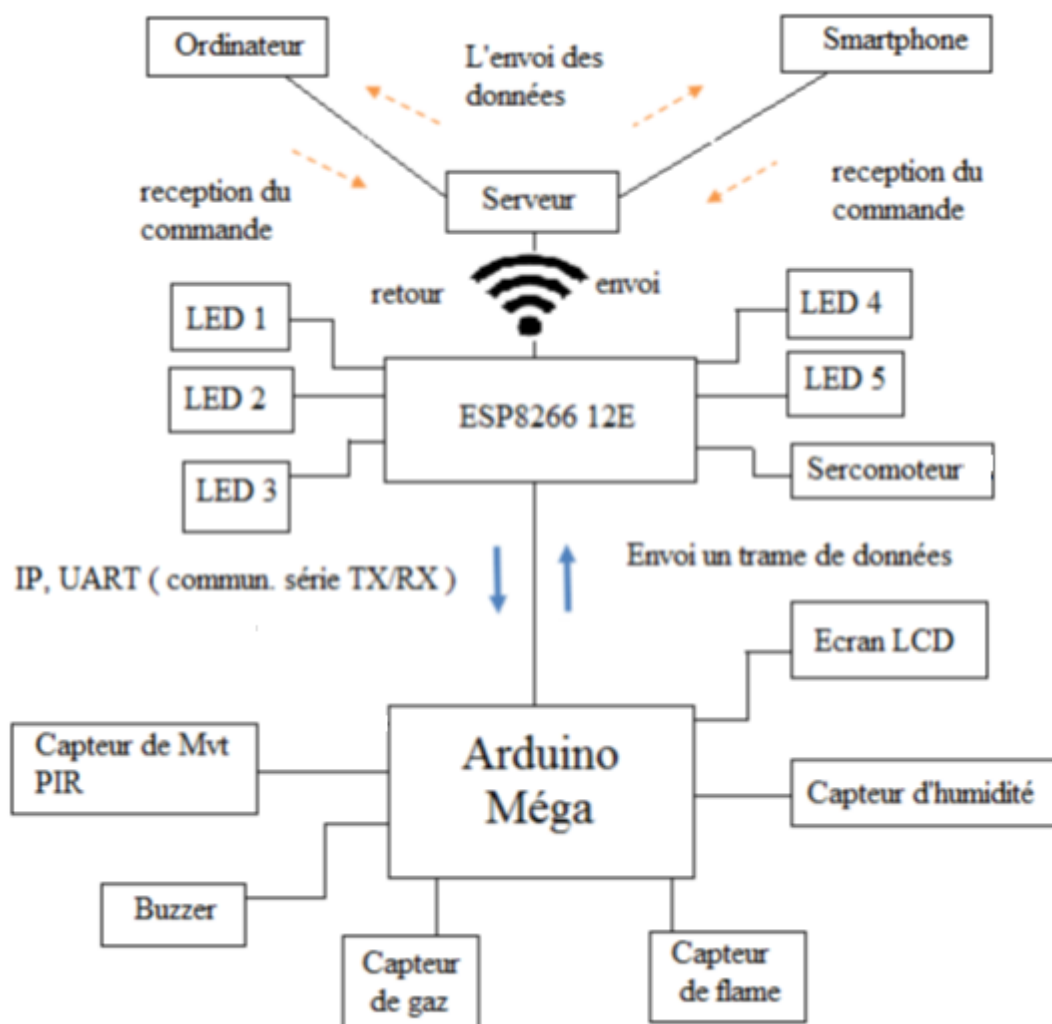 Ordinateur
L'envoi des
données
Smartphone
reception du
commande
Serveur
reception du
commande
retour
envoi
LED 1
LED 4
LED 2
ESP8266 12E
LED 5
LED 3
Sercomoteur
IP, UART ( commun. série TX/RX )
Envoi un trame de données
Ecran LCD
Capteur de Mvt
PIR
Arduino
Méga
Capteur d'humidité
Buzzer
Capteur
de gaz
Capteur
de flame